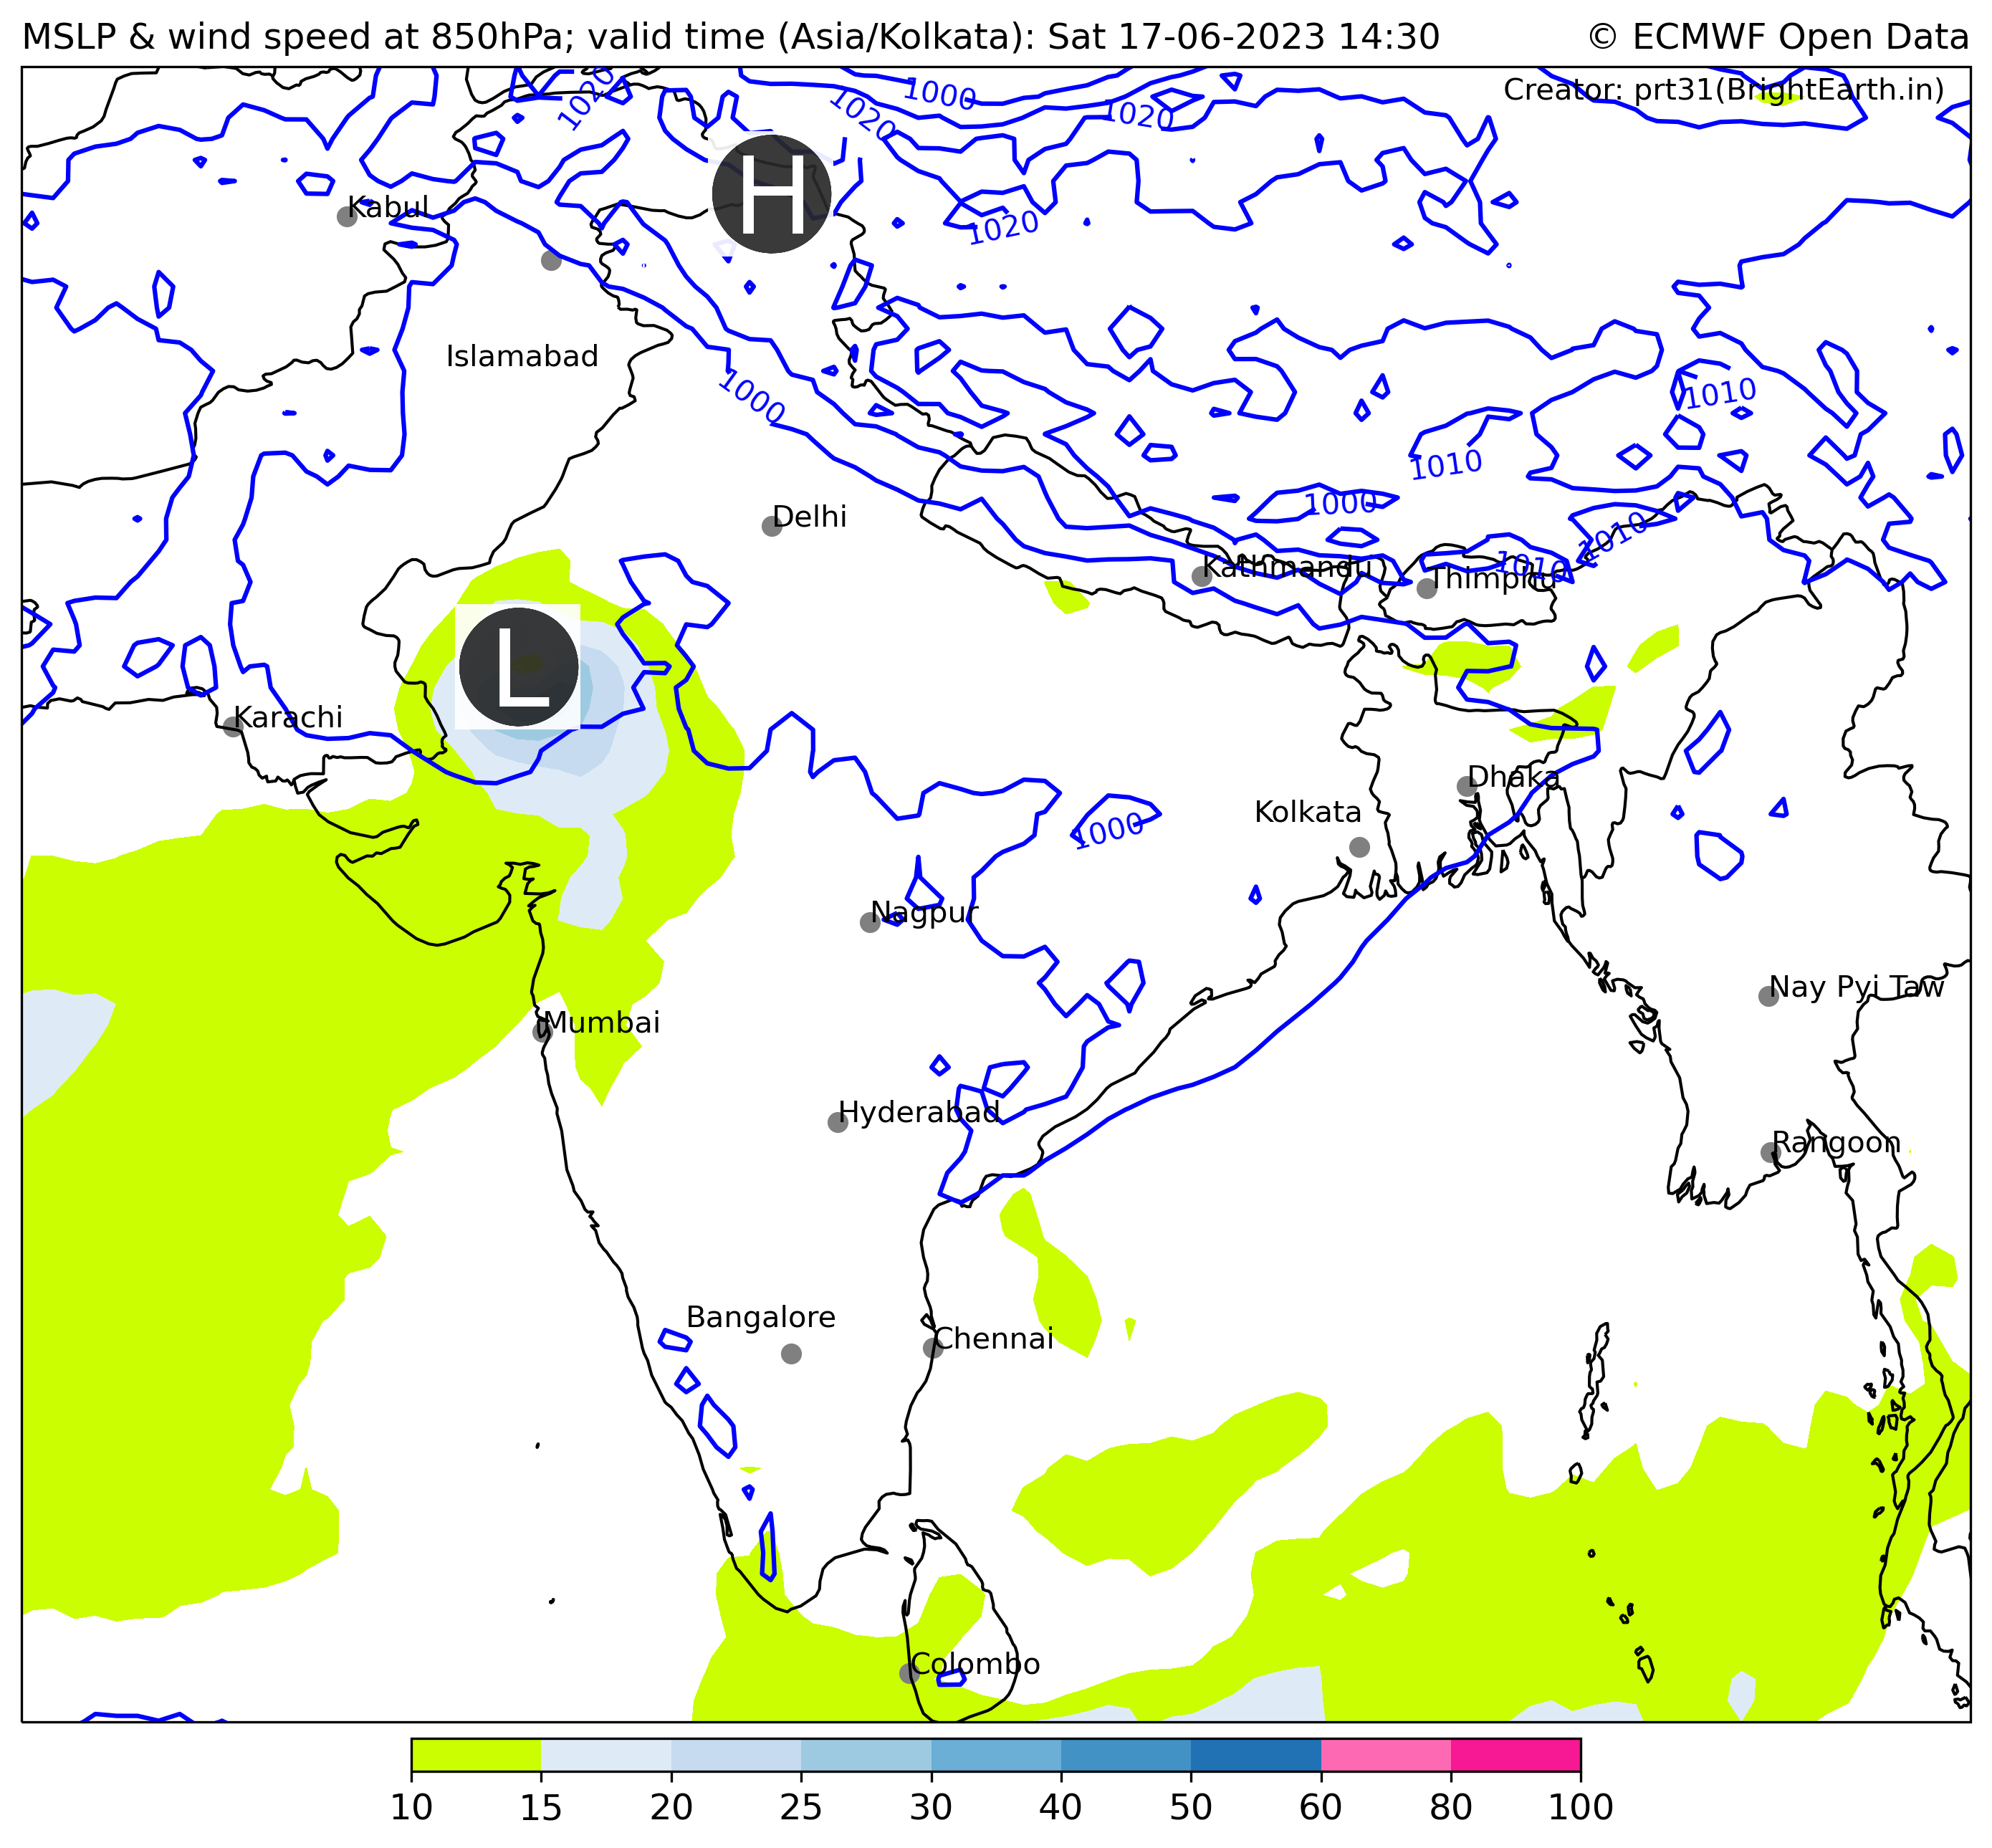 MSLP & wind speed at 850hPa; valid time (Asia/Kolkata): Sat 17-06-2023 14:30
© ECMWF Open Data
Creator: prt31(BrightEarth.in)
1020
1020
1000
1020
H
Kabul
1020
Islamabad
1000
1010
1010
1000
Delhi
1010
Kathmandu
1010
Thimphu
L
Karachi
Dhaka
Kolkata
1000
Nagpur
Nay Pyi Taw
Mumbai
Hyderabad
Rangoon
Bangalore
Chennai
Colombo
10 15 20 25 30 40 50 60 80 100